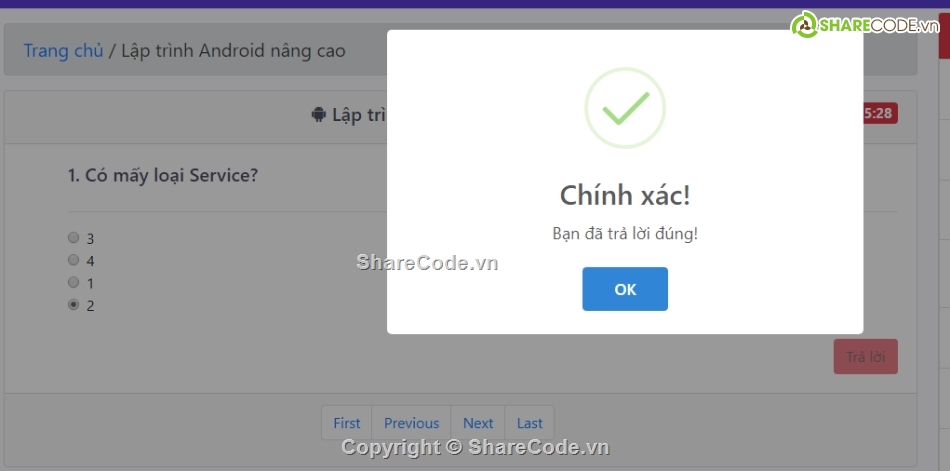 SHARECODE.vn
Trang chủ / Lập trình Android nâng cao
Lập trì
5:28
1. Có mấy loại Service?
3
4
1
2
Chính xác!
Bạn đã trả lời đúng!
OK
ShareCode.vn
Trả lời
First Previous Next Last
Copyright © ShareCode.vn